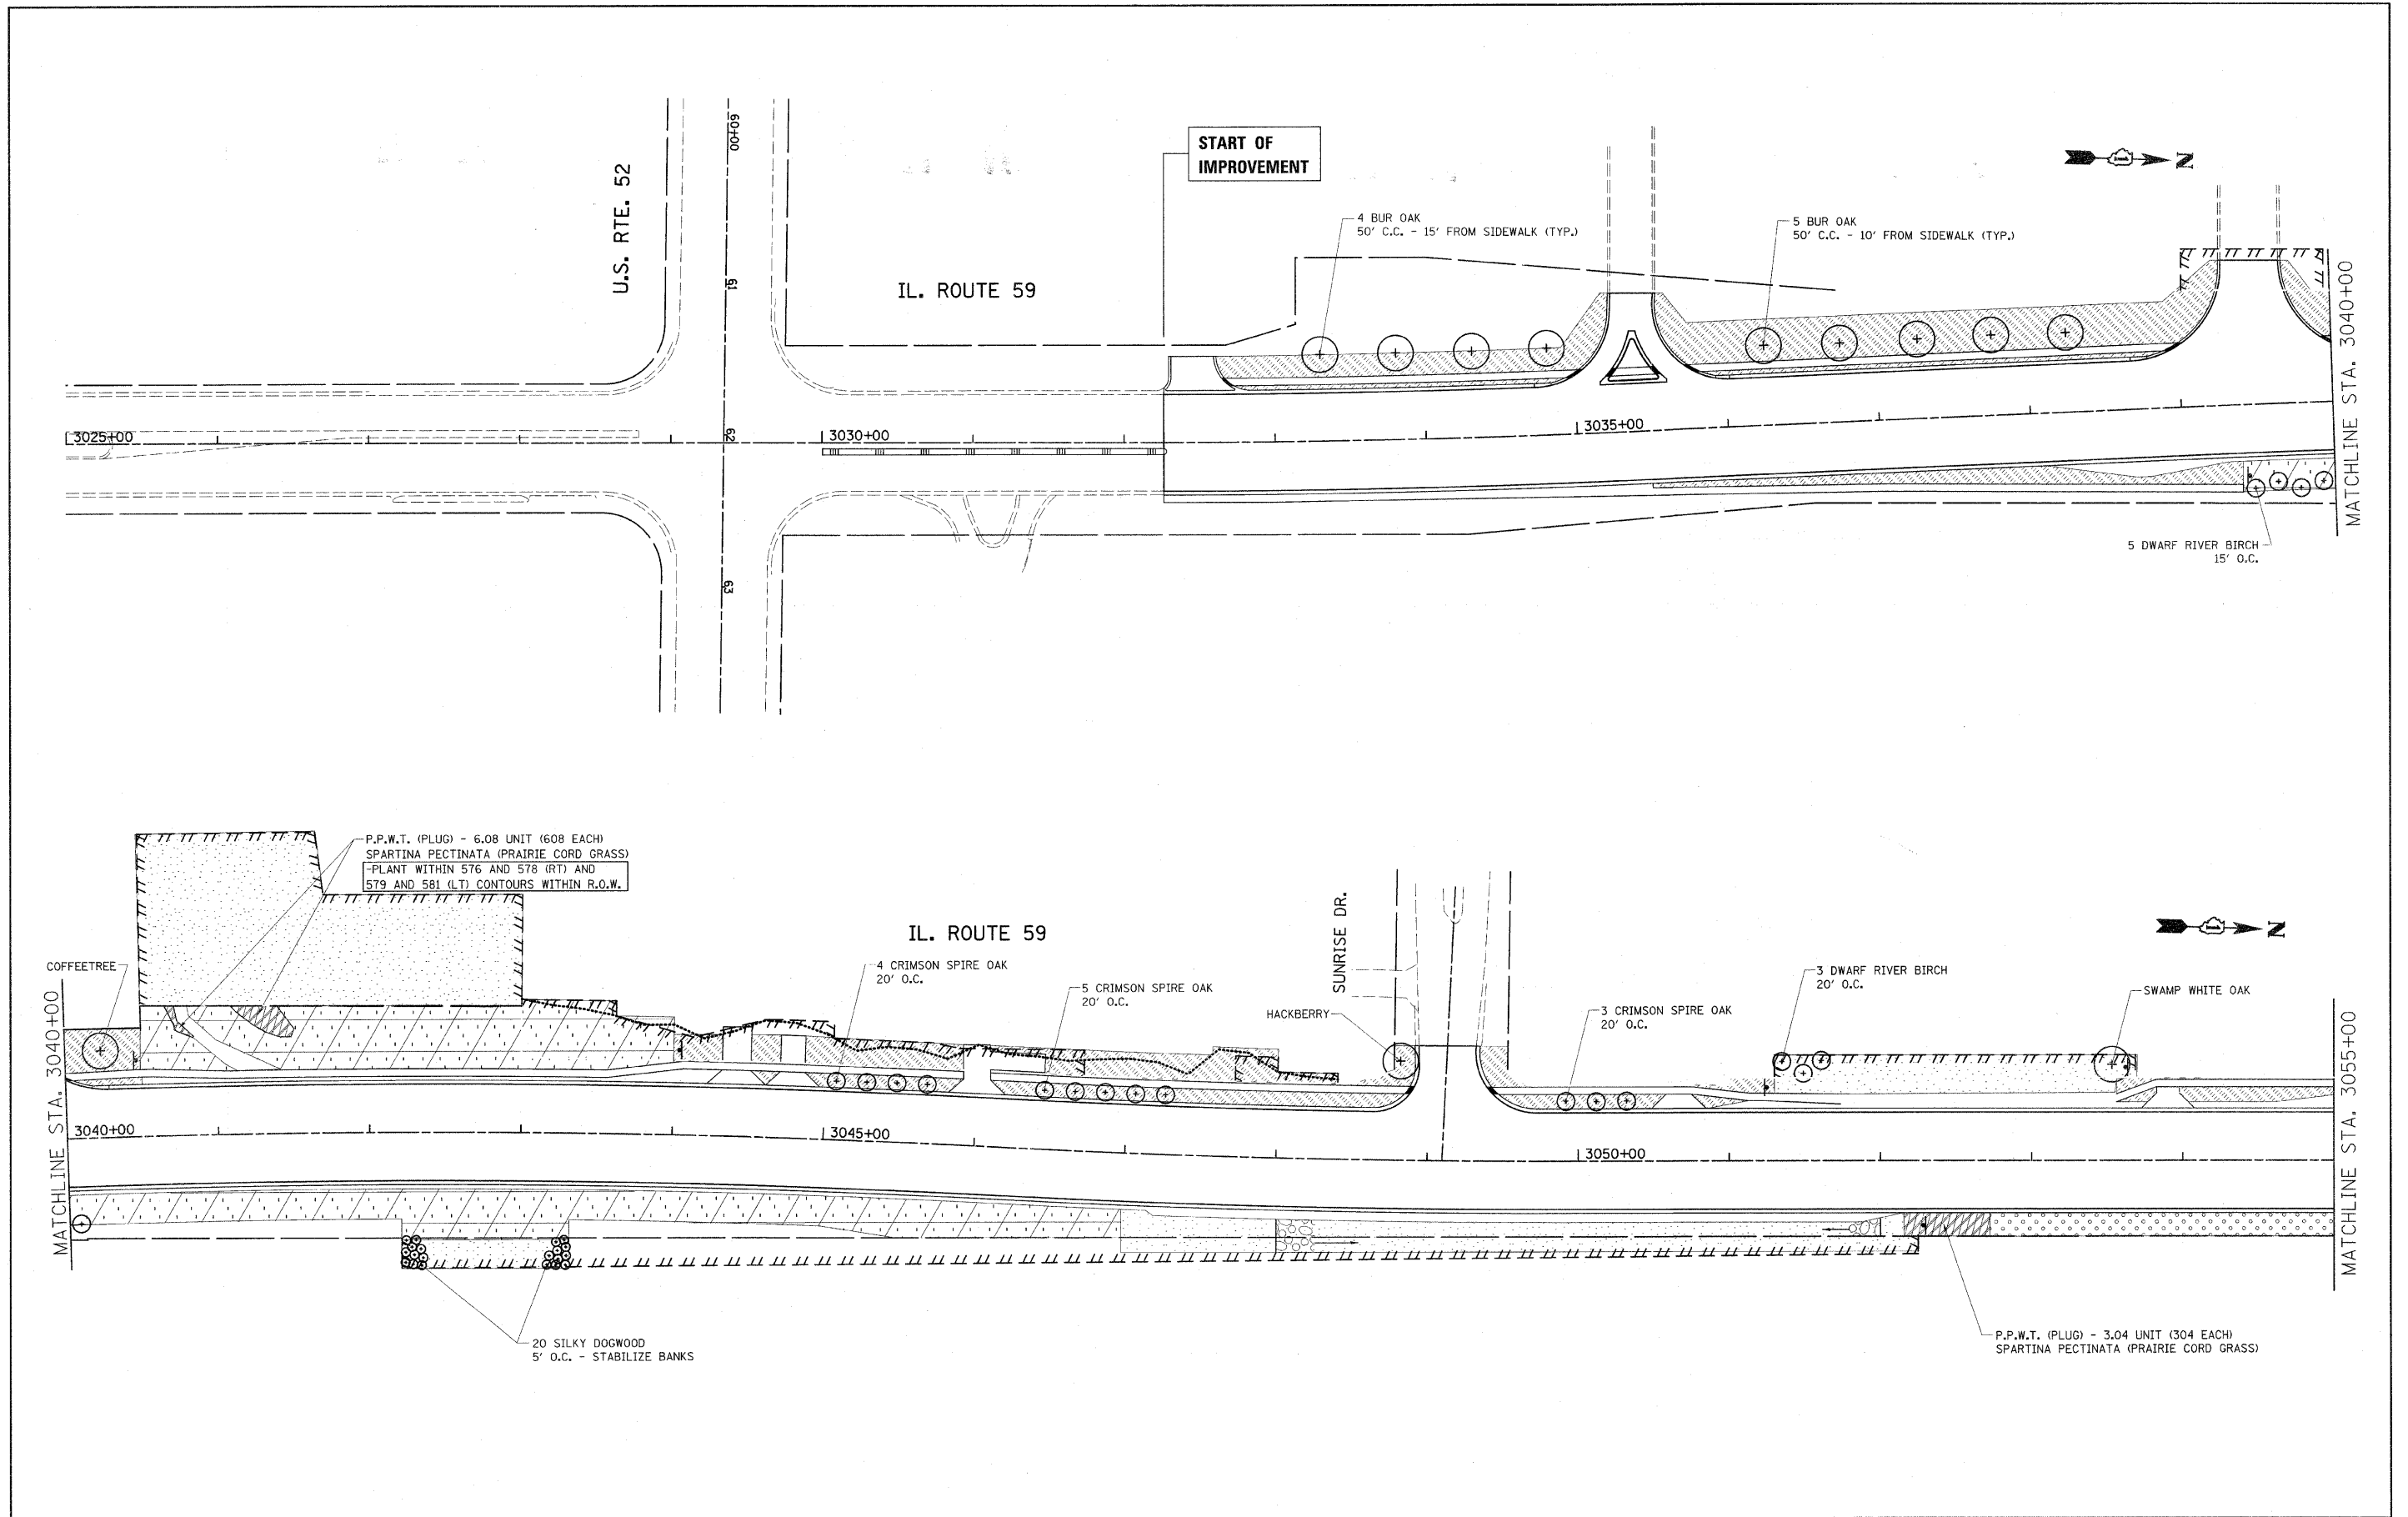 START OF
IMPROVEMENT
60+00
61
62
63
U.S. RTE. 52
IL. ROUTE 59
4 BUR OAK
50' C.C. - 15' FROM SIDEWALK (TYP.)
5 BUR OAK
50' C.C. - 10' FROM SIDEWALK (TYP.)
N
3025+00
3030+00
3035+00
MATCHLINE STA. 3040+00
5 DWARF RIVER BIRCH
15' O.C.
P.P.W.T. (PLUG) - 6.08 UNIT (608 EACH)
SPARTINA PECTINATA (PRAIRIE CORD GRASS)
-PLANT WITHIN 576 AND 578 (RT) AND
579 AND 581 (LT) CONTOURS WITHIN R.O.W.
COFFEETREE
IL. ROUTE 59
4 CRIMSON SPIRE OAK
20' O.C.
5 CRIMSON SPIRE OAK
20' O.C.
SUNRISE DR.
HACKBERRY
3 CRIMSON SPIRE OAK
20' O.C.
3 DWARF RIVER BIRCH
20' O.C.
SWAMP WHITE OAK
N
MATCHLINE STA. 3040+00
3040+00
3045+00
3050+00
MATCHLINE STA. 3055+00
20 SILKY DOGWOOD
5' O.C. - STABILIZE BANKS
P.P.W.T. (PLUG) - 3.04 UNIT (304 EACH)
SPARTINA PECTINATA (PRAIRIE CORD GRASS)